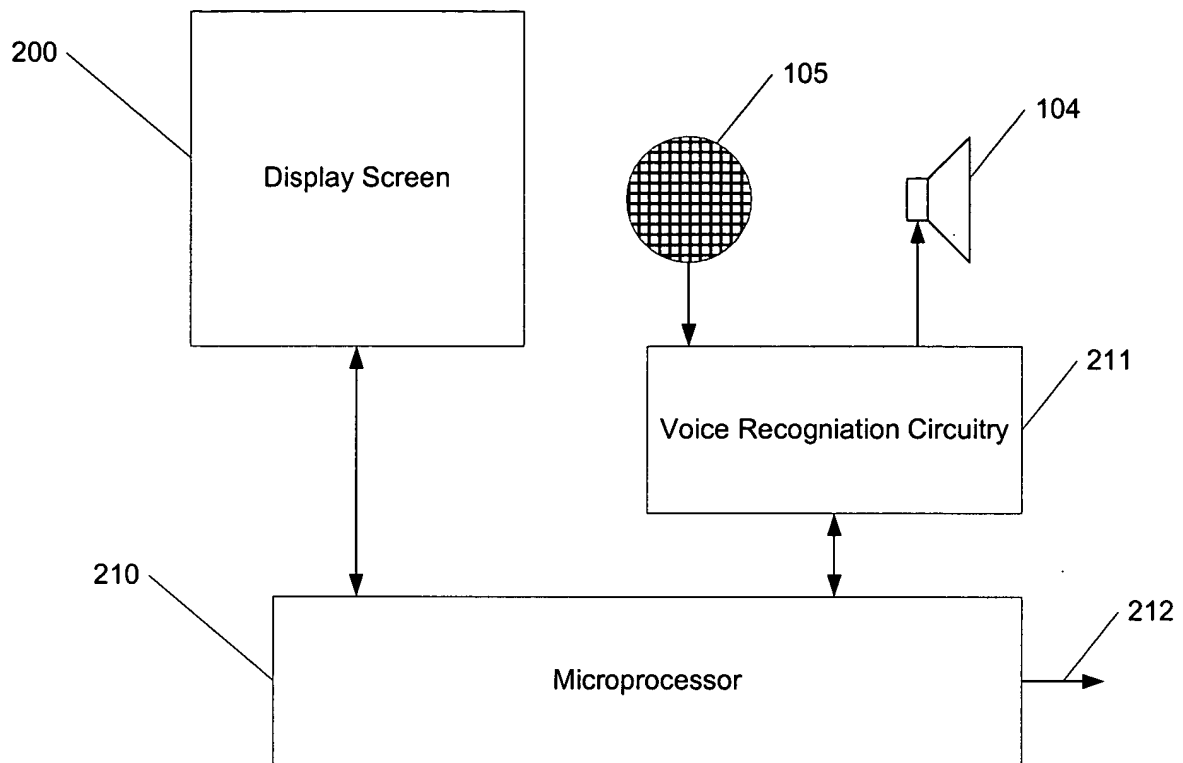 200
Display Screen
105
104
Voice Recogniation Circuitry
211
210
Microprocessor
212